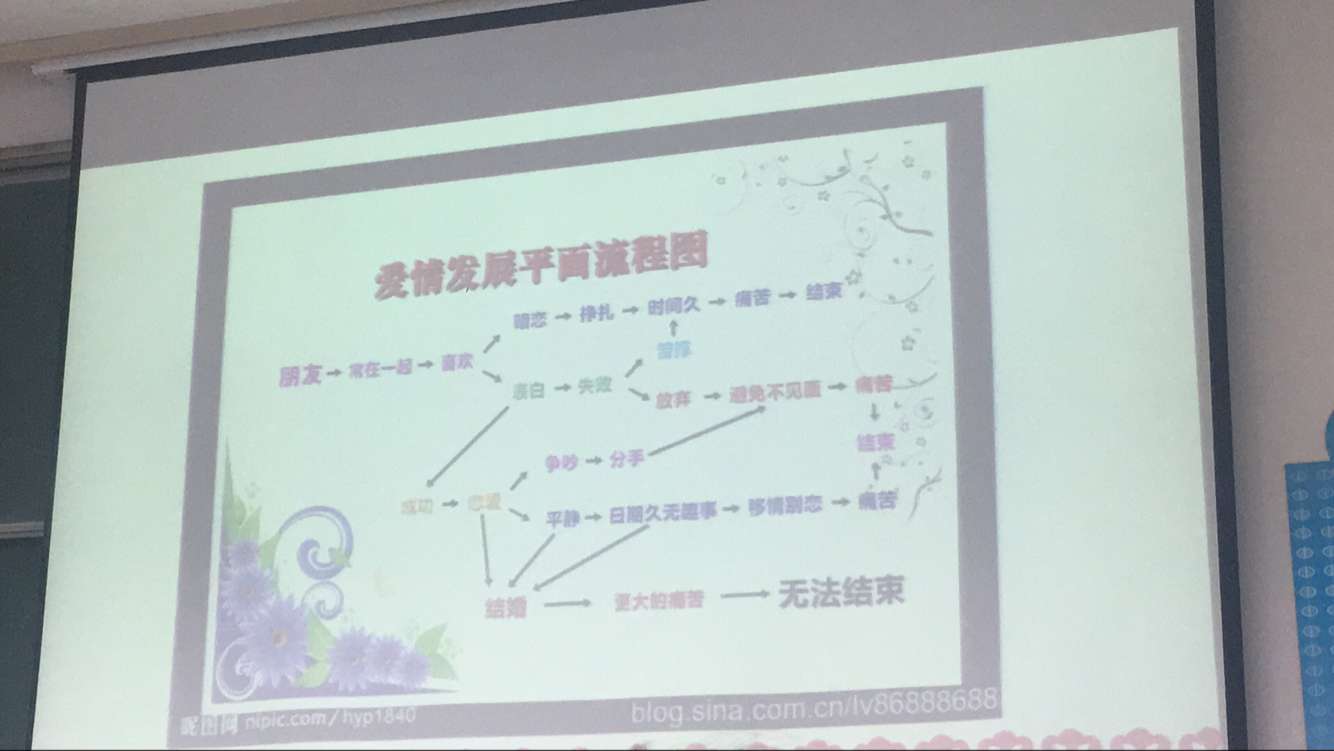 爱情发展平面流程图
暗恋 → 挣扎 → 时间久 → 痛苦 → 结束
朋友 → 常在一起 → 喜欢
表白 → 失败
放弃 → 避免不见面 → 痛苦
结束
争吵 → 分手
成功 → 恋爱
平静 → 日期久无趣事 → 移情别恋 → 痛苦
结婚 → 更大的痛苦 → 无法结束
昵图网 nipic.com/hyp1840
blog.sina.com.cn/lv86888688